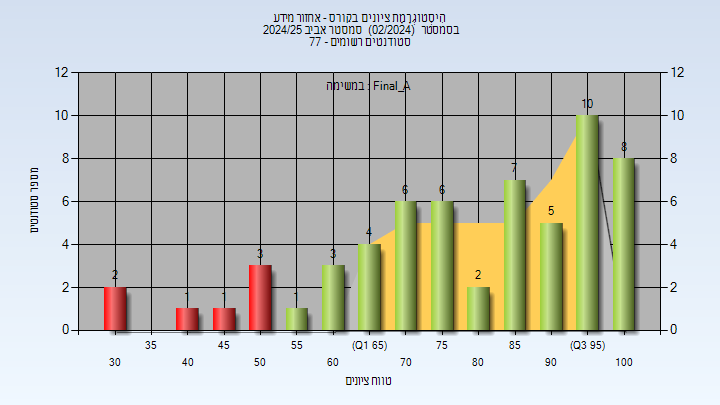 היסטוגרמת ציונים בקורס - אחזור מידע
בסמסטר (02/2024) סמסטר אביב 2024/25
סטודנטים רשומים - 77
במשימה : Final_A
12 10 8 6 4 2 0
12 10 8 6 4 2 0
מספר סטודנטים
2 1 1 3 1 3 4 6 6 2 7 5 10 8
35 45 55 (Q1 65) 75 85 (Q3 95)
30 40 50 60 70 80 90 100
טווח ציונים